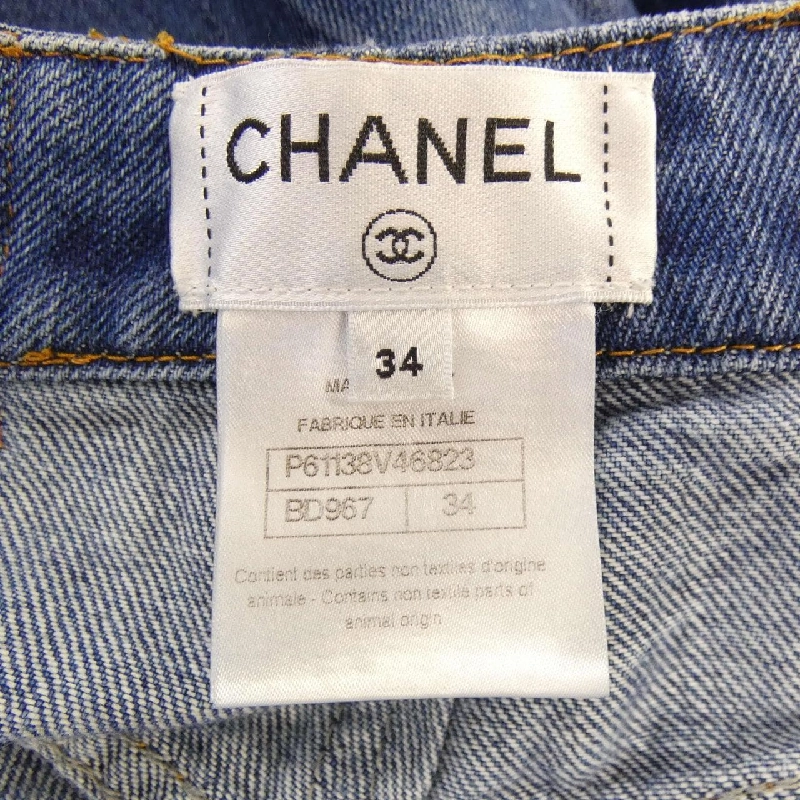 CHANEL
34
MA
FABRIQUE EN ITALIE
P61138V46823
BD967 34
Contient des parties non textiles d'origine
animale - Contains non textile parts of
animal origin